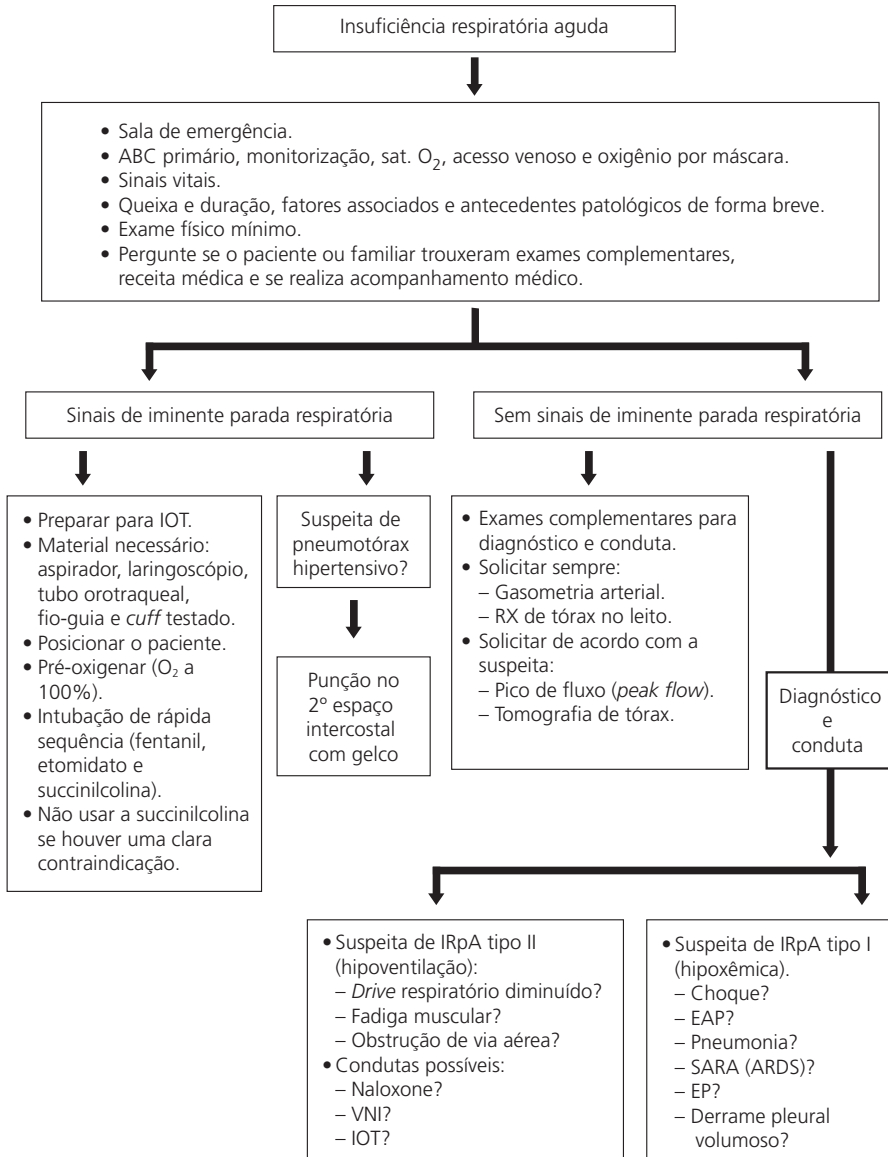 Insuficiência respiratória aguda
• Sala de emergência.
• ABC primário, monitorização, sat. O2, acesso venoso e oxigênio por máscara.
• Sinais vitais.
• Queixa e duração, fatores associados e antecedentes patológicos de forma breve.
• Exame físico mínimo.
• Pergunte se o paciente ou familiar trouxeram exames complementares,
receita médica e se realiza acompanhamento médico.
Sinais de iminente parada respiratória
Sem sinais de iminente parada respiratória
• Preparar para IOT.
• Material necessário:
aspirador, laringoscópio,
tubo orotraqueal,
fio-guia e cuff testado.
• Posicionar o paciente.
• Pré-oxigenar (O₂ a
100%).
• Intubação de rápida
sequência (fentanil,
etomidato e
succinilcolina).
• Não usar a succinilcolina
se houver uma clara
contraindicação.
Suspeita de
pneumotórax
hipertensivo?
Punção no
2º espaço
intercostal
com gelco
• Exames complementares para
diagnóstico e conduta.
• Solicitar sempre:
– Gasometria arterial.
– RX de tórax no leito.
• Solicitar de acordo com a
suspeita:
– Pico de fluxo (peak flow).
– Tomografia de tórax.
Diagnóstico
e
conduta
• Suspeita de IRpA tipo II
(hipoventilação):
– Drive respiratório diminuído?
– Fadiga muscular?
– Obstrução de via aérea?
• Condutas possíveis:
– Naloxone?
– VNI?
– IOT?
• Suspeita de IRpA tipo I
(hipoxêmica).
– Choque?
– EAP?
– Pneumonia?
– SARA (ARDS)?
– EP?
– Derrame pleural
volumoso?